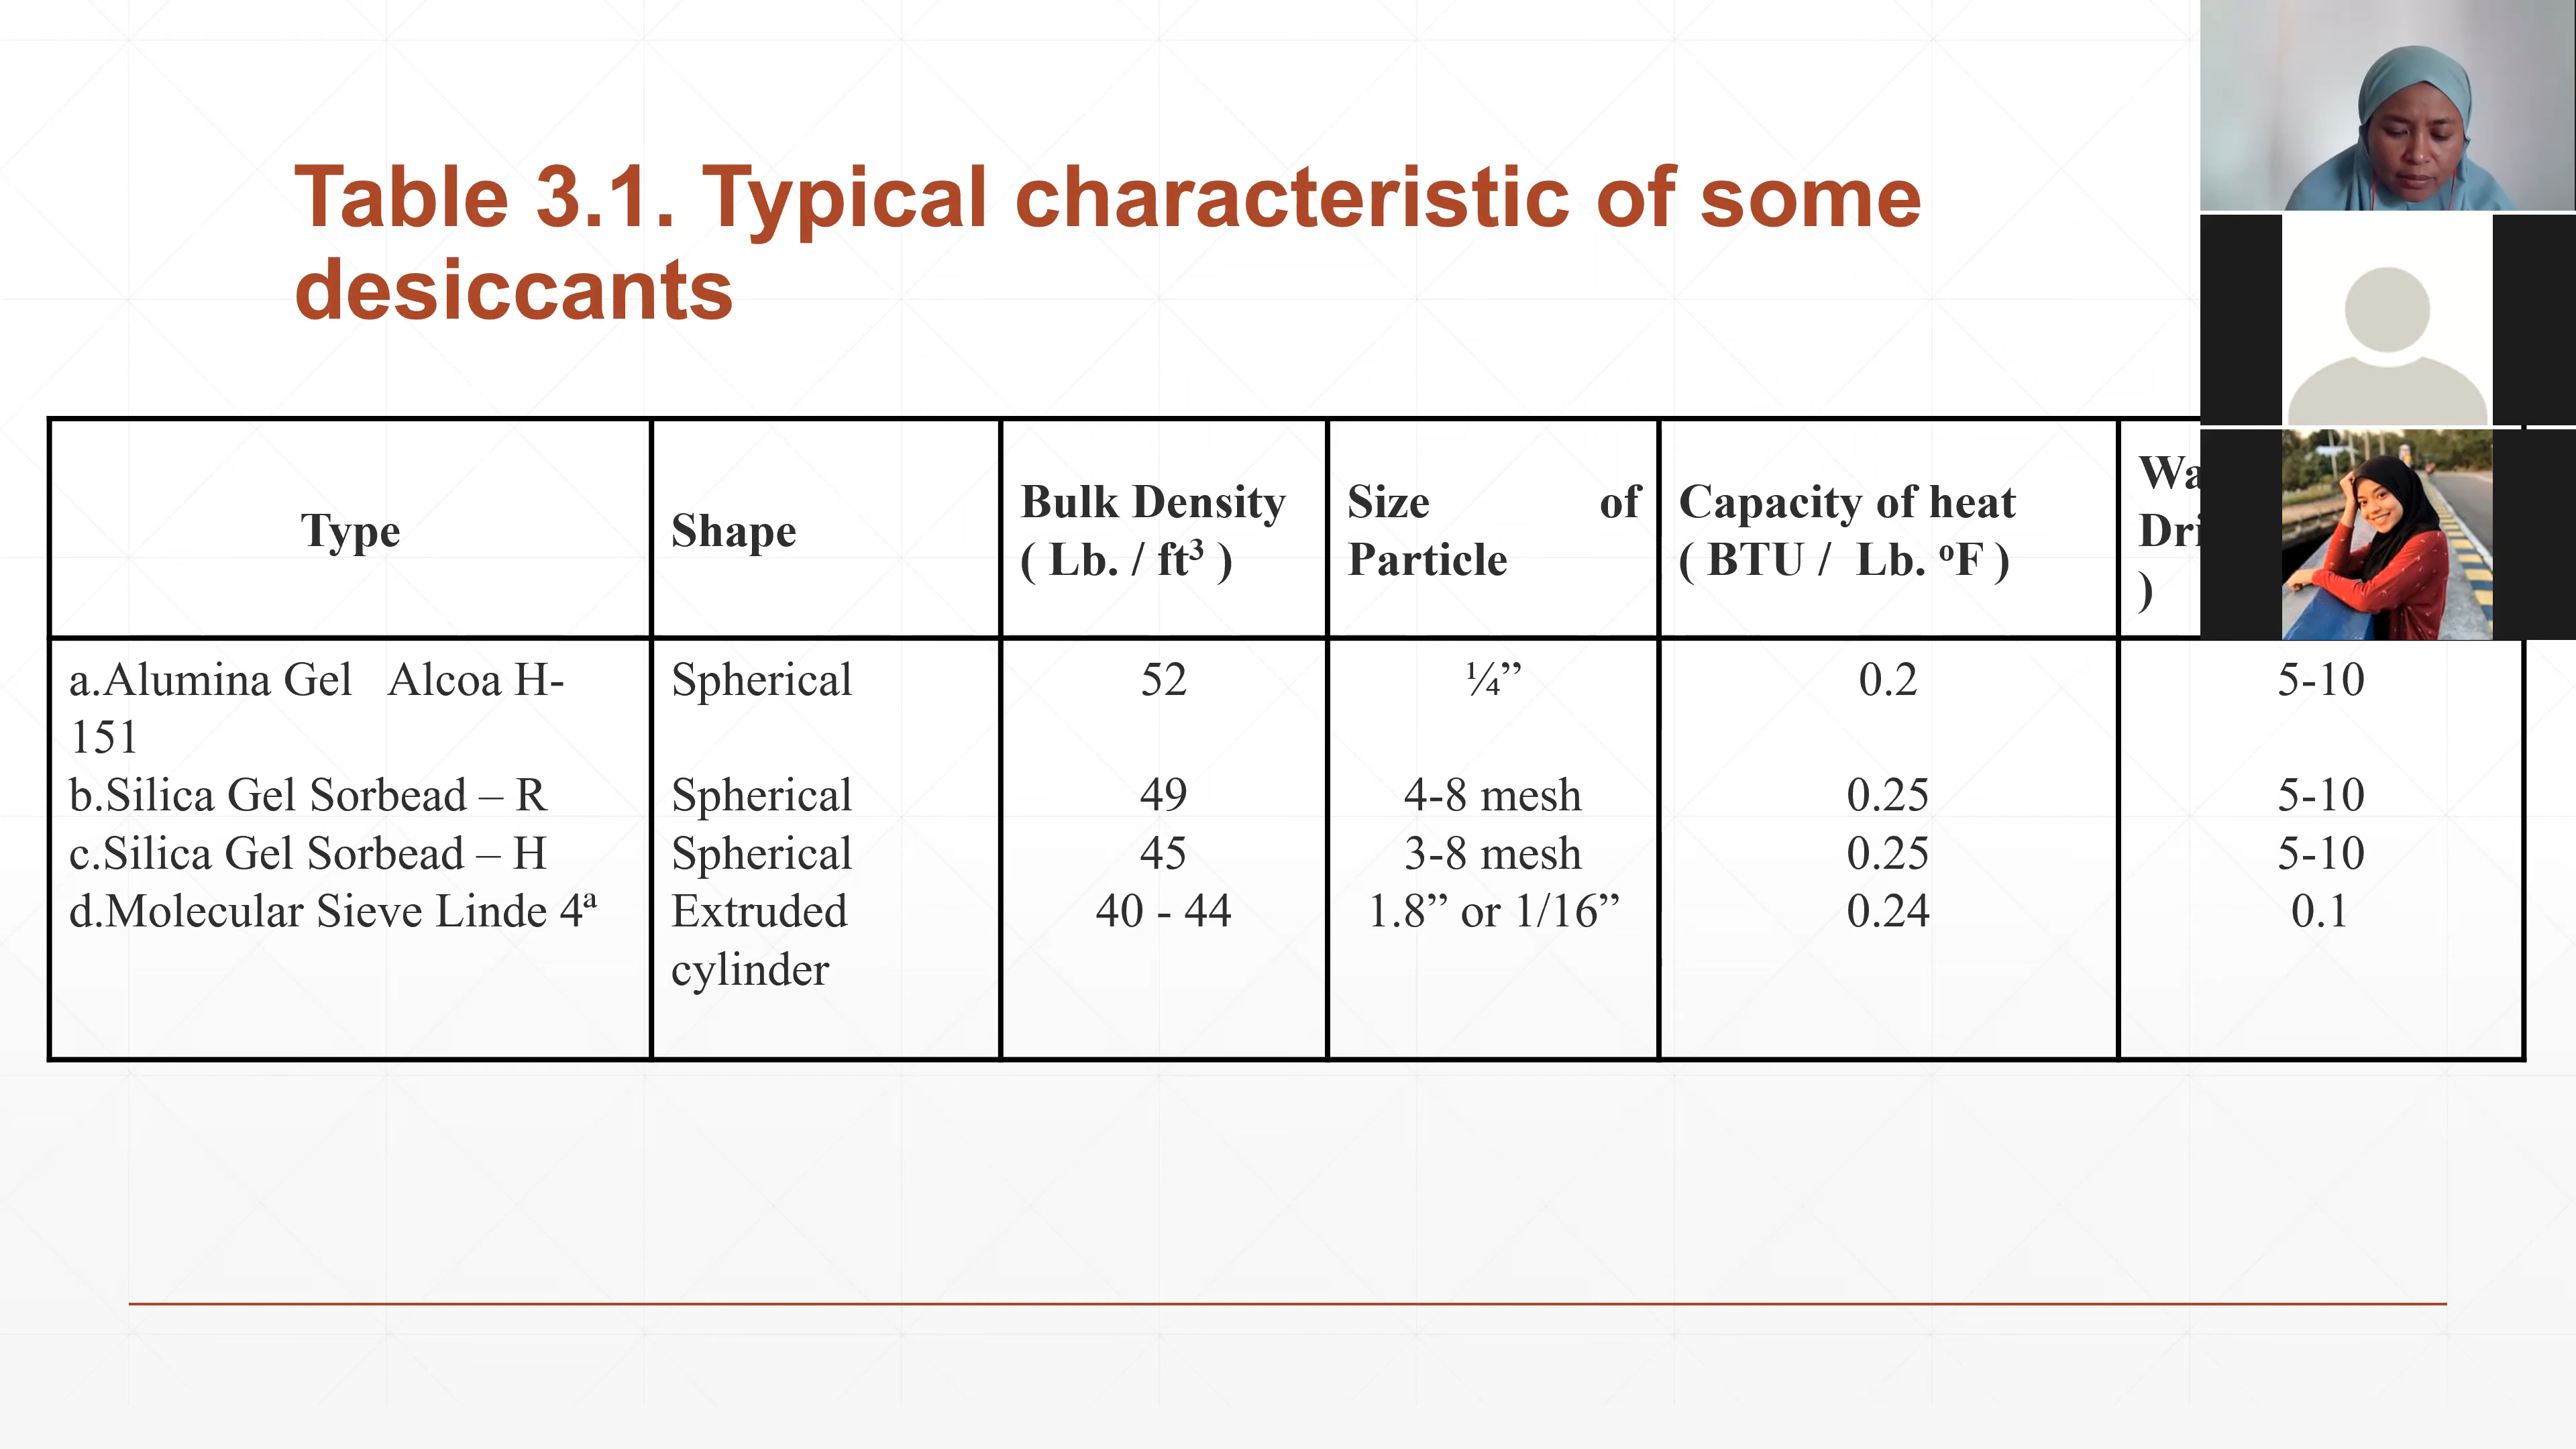 Table 3.1. Typical characteristic of some
desiccants
Type
Shape
Bulk Density
( Lb. / ft³ )
Size of
Particle
Capacity of heat
( BTU / Lb. ºF )
)
a.Alumina Gel Alcoa H-
151
Spherical
52
¼”
0.2
5-10
b.Silica Gel Sorbead – R
Spherical
49
4-8 mesh
0.25
5-10
c.Silica Gel Sorbead – H
Spherical
45
3-8 mesh
0.25
5-10
d.Molecular Sieve Linde 4ª
Extruded
cylinder
40 - 44
1.8” or 1/16”
0.24
0.1